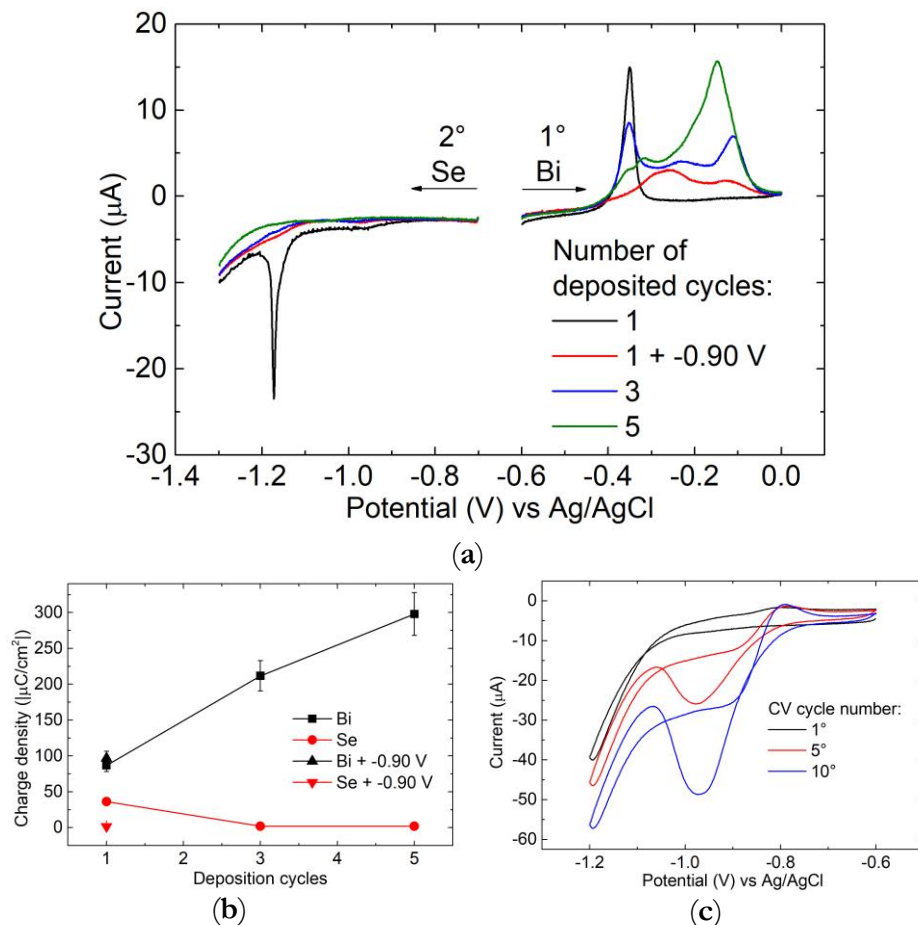 20
10
0
-10
-20
-30
Current (µA)
2°
Se
1°
Bi
Number of
deposited cycles:
1
1 + -0.90 V
3
5
-1.4 -1.2 -1.0 -0.8 -0.6 -0.4 -0.2 0.0
Potential (V) vs Ag/AgCl
(a)
300
250
200
150
100
50
0
Charge density (|µC/cm²|)
Bi
Se
Bi + -0.90 V
Se + -0.90 V
1 2 3 4 5
Deposition cycles
(b)
0
-10
-20
-30
-40
-50
-60
Current (µA)
CV cycle number:
1°
5°
10°
-1.2 -1.0 -0.8 -0.6
Potential (V) vs Ag/AgCl
(c)